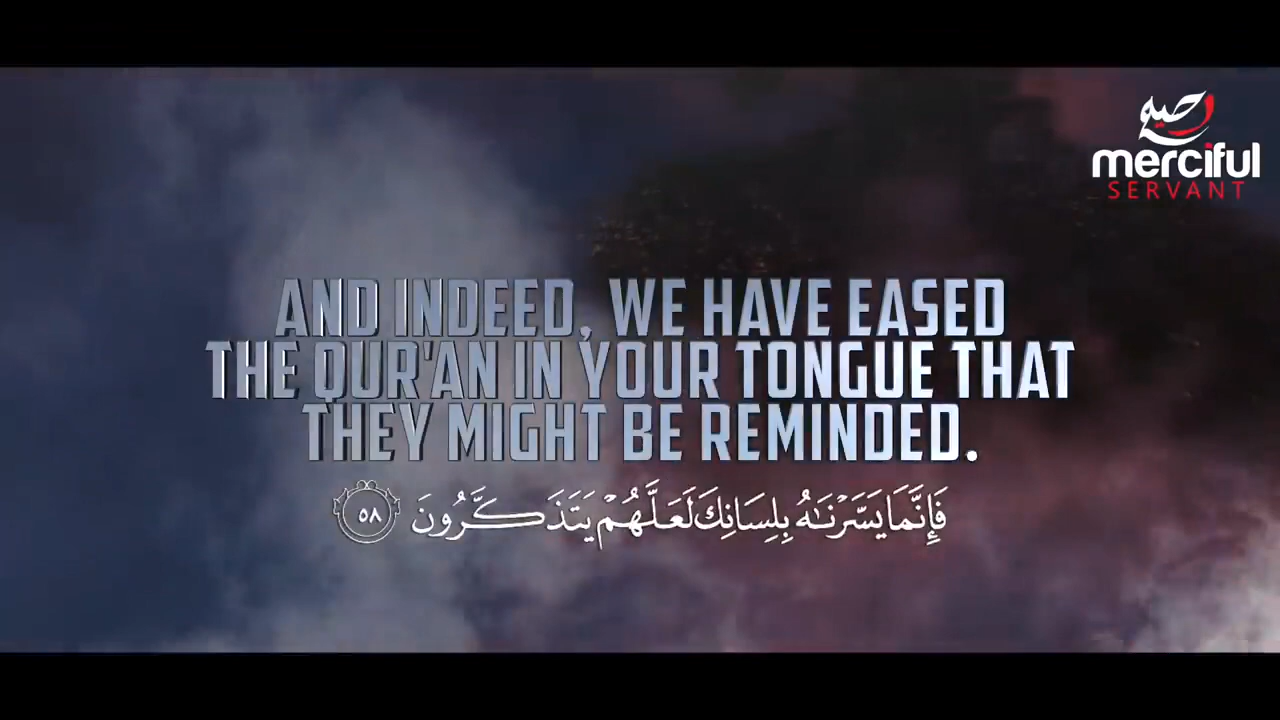 رحيم
merciful
SERVANT
AND INDEED, WE HAVE EASED
THE QUR'AN IN YOUR TONGUE THAT
THEY MIGHT BE REMINDED.
فَإِنَّمَا يَسَّرْنَـٰهُ بِلِسَانِكَ لَعَلَّهُمْ يَتَذَكَّرُونَ ٥٨